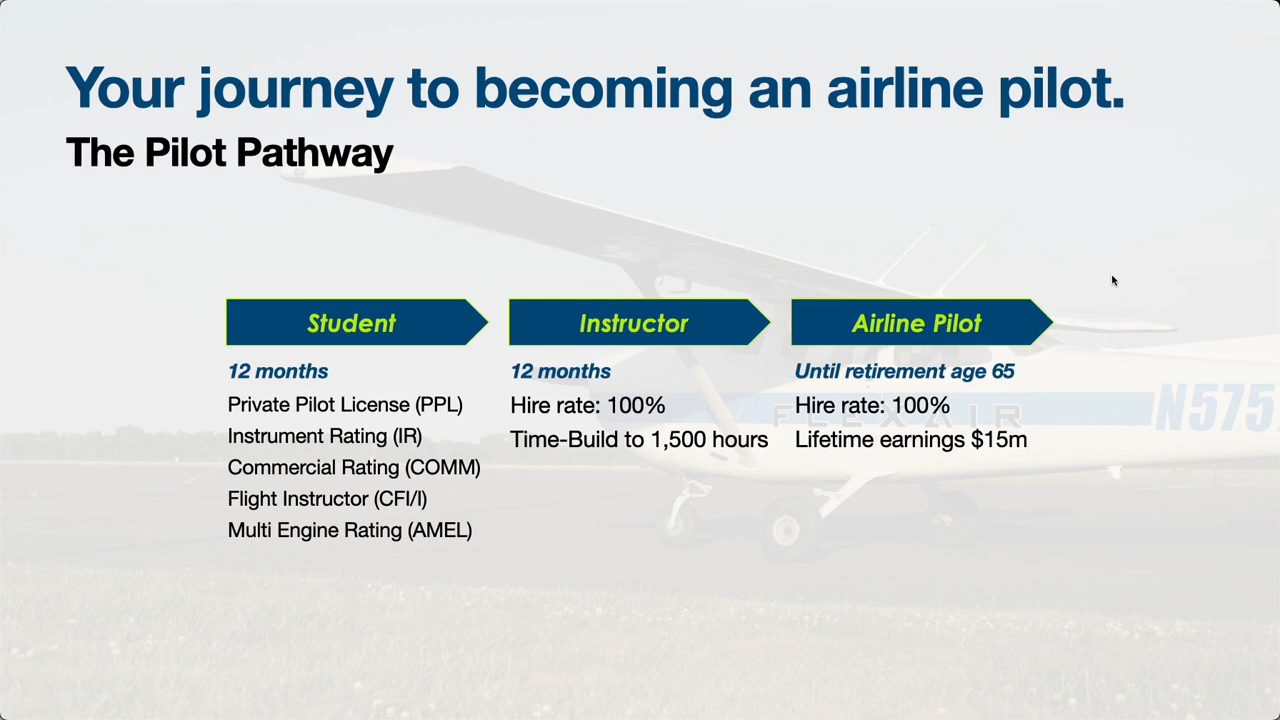 Your journey to becoming an airline pilot.
The Pilot Pathway
Student
12 months
Private Pilot License (PPL)
Instrument Rating (IR)
Commercial Rating (COMM)
Flight Instructor (CFI/I)
Multi Engine Rating (AMEL)
Instructor
12 months
Hire rate: 100%
Time-Build to 1,500 hours
Airline Pilot
Until retirement age 65
Hire rate: 100%
Lifetime earnings $15m
FLEXAIR
N575